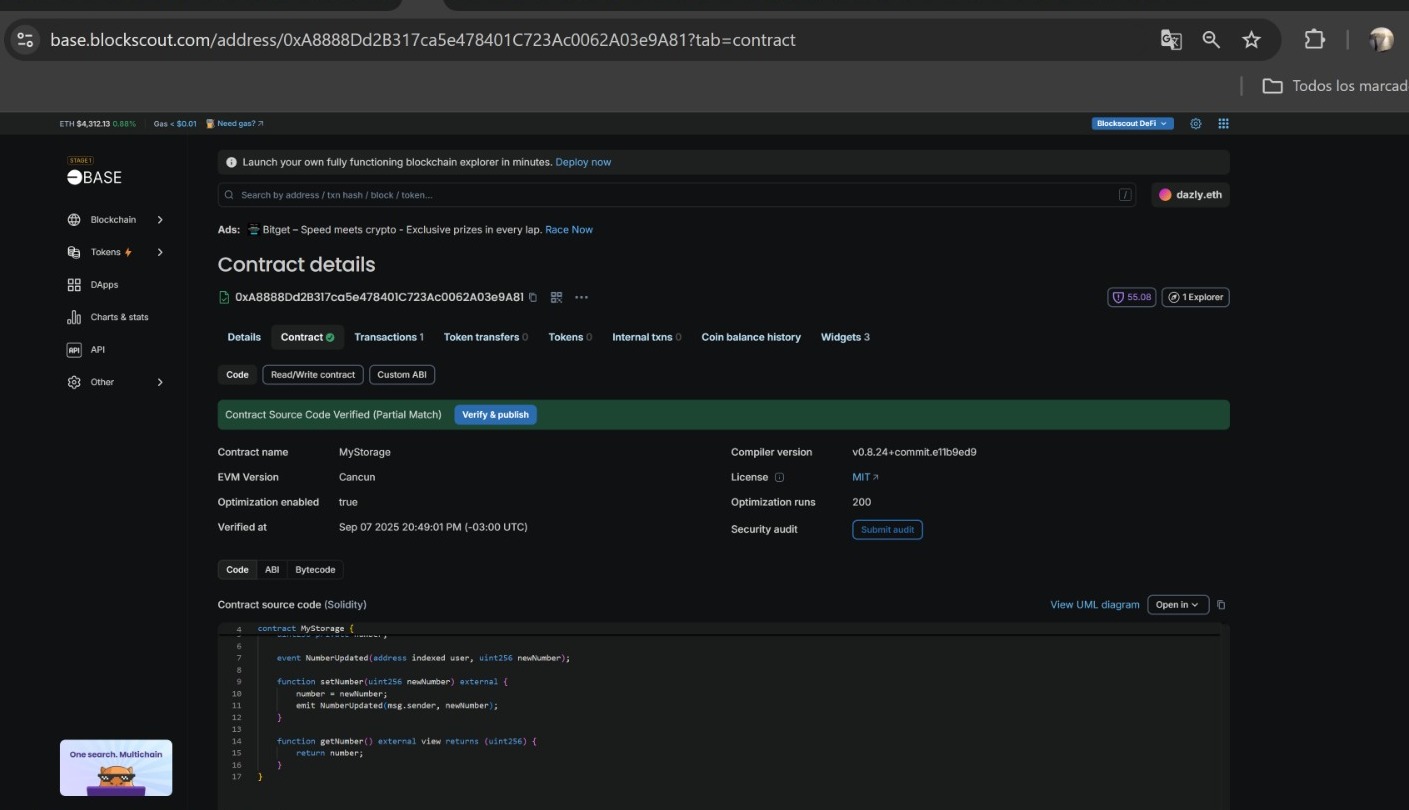 base.blockscout.com/address/0xA8888Dd2B317ca5e478401C723Ac0062A03e9A81?tab=contract
Todos los marcad
ETH $4,312.13 0.88% Gas < $0.01 Need gas?
Blockscout DeFi
STAGE 1
BASE
Launch your own fully functioning blockchain explorer in minutes. Deploy now
Search by address / txn hash / block / token... /
dazly.eth
Blockchain
Tokens
DApps
Charts & stats
API API
Other
Ads: Bitget – Speed meets crypto - Exclusive prizes in every lap. Race Now
Contract details
0xA8888Dd2B317ca5e478401C723Ac0062A03e9A81
55.08 1 Explorer
Details Contract Transactions 1 Token transfers 0 Tokens 0 Internal txns 0 Coin balance history Widgets 3
Code Read/Write contract Custom ABI
Contract Source Code Verified (Partial Match) Verify & publish
Contract name MyStorage Compiler version v0.8.24+commit.e11b9ed9
EVM Version Cancun License MIT
Optimization enabled true Optimization runs 200
Verified at Sep 07 2025 20:49:01 PM (-03:00 UTC) Security audit Submit audit
Code ABI Bytecode
Contract source code (Solidity) View UML diagram Open in
4 contract MyStorage {
6
7 event NumberUpdated(address indexed user, uint256 newNumber);
8
9 function setNumber(uint256 newNumber) external {
10 number = newNumber;
11 emit NumberUpdated(msg.sender, newNumber);
12 }
13
14 function getNumber() external view returns (uint256) {
15 return number;
16 }
17 }
One search. Multichain